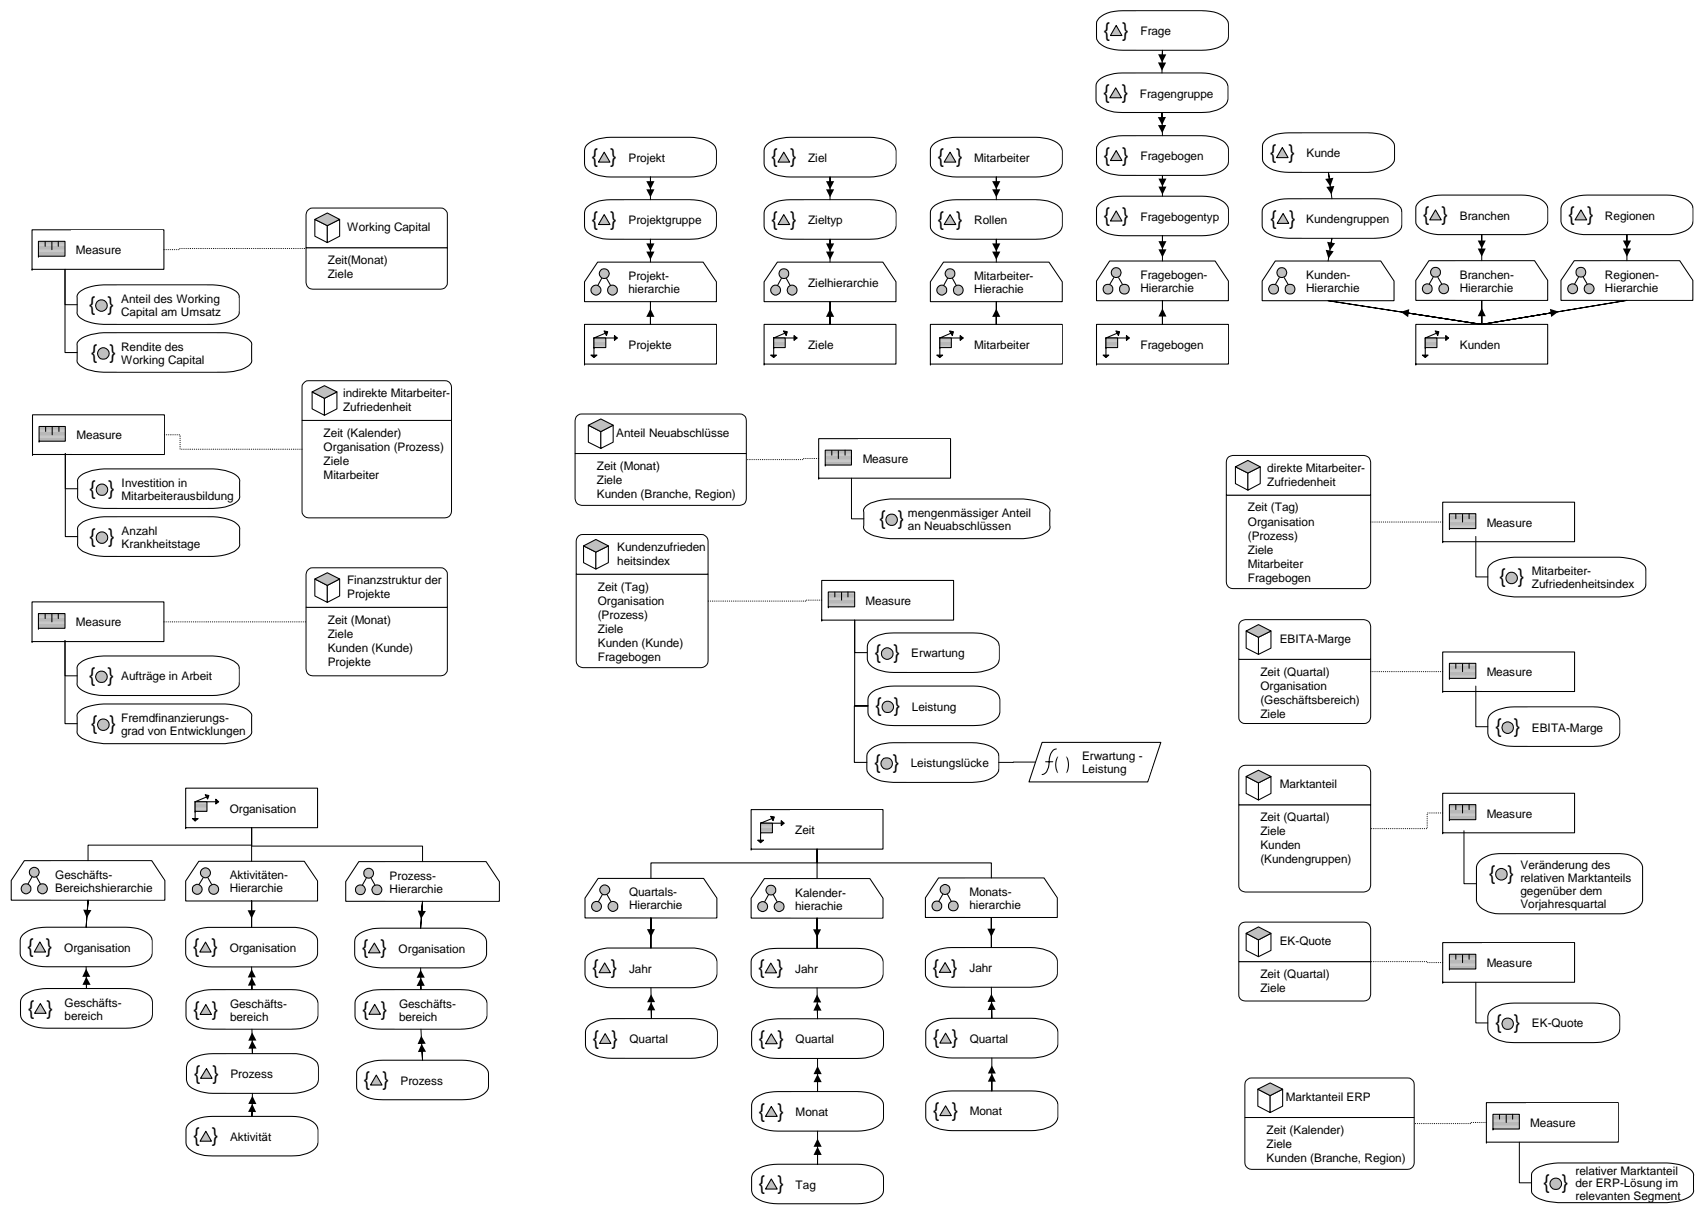 Frage
Fragengruppe
Projekt
Ziel
Mitarbeiter
Fragebogen
Kunde
Projektgruppe
Zieltyp
Rollen
Fragebogentyp
Kundengruppen
Branchen
Regionen
Projekt-
hierarchie
Zielhierarchie
Mitarbeiter-
Hierachie
Fragebogen-
Hierarchie
Kunden-
Hierarchie
Branchen-
Hierarchie
Regionen-
Hierarchie
Projekte
Ziele
Mitarbeiter
Fragebogen
Kunden
Measure
Working Capital
Zeit(Monat)
Ziele
Anteil des Working
Capital am Umsatz
Rendite des
Working Capital
Measure
indirekte Mitarbeiter-
Zufriedenheit
Zeit (Kalender)
Organisation (Prozess)
Ziele
Mitarbeiter
Investition in
Mitarbeiterausbildung
Anzahl
Krankheitstage
Measure
Finanzstruktur der
Projekte
Zeit (Monat)
Ziele
Kunden (Kunde)
Projekte
Aufträge in Arbeit
Fremdfinanzierungs-
grad von Entwicklungen
Anteil Neuabschlüsse
Zeit (Monat)
Ziele
Kunden (Branche, Region)
Measure
mengenmässiger Anteil
an Neuabschlüssen
Kundenzufrieden
heitsindex
Zeit (Tag)
Organisation
(Prozess)
Ziele
Kunden (Kunde)
Fragebogen
Measure
Erwartung
Leistung
Leistungslücke
f( )
Erwartung -
Leistung
direkte Mitarbeiter-
Zufriedenheit
Zeit (Tag)
Organisation
(Prozess)
Ziele
Mitarbeiter
Fragebogen
Measure
Mitarbeiter-
Zufriedenheitsindex
EBITA-Marge
Zeit (Quartal)
Organisation
(Geschäftsbereich)
Ziele
Measure
EBITA-Marge
Marktanteil
Zeit (Quartal)
Ziele
Kunden
(Kundengruppen)
Measure
Veränderung des
relativen Marktanteils
gegenüber dem
Vorjahresquartal
EK-Quote
Zeit (Quartal)
Ziele
Measure
EK-Quote
Marktanteil ERP
Zeit (Kalender)
Ziele
Kunden (Branche, Region)
Measure
relativer Marktanteil
der ERP-Lösung im
relevanten Segment
Organisation
Geschäfts-
Bereichshierarchie
Aktivitäten-
Hierarchie
Prozess-
Hierarchie
Organisation
Organisation
Organisation
Geschäfts-
bereich
Geschäfts-
bereich
Geschäfts-
bereich
Prozess
Prozess
Aktivität
Zeit
Quartals-
Hierarchie
Kalender-
hierachie
Monats-
hierarchie
Jahr
Jahr
Jahr
Quartal
Quartal
Quartal
Monat
Monat
Tag